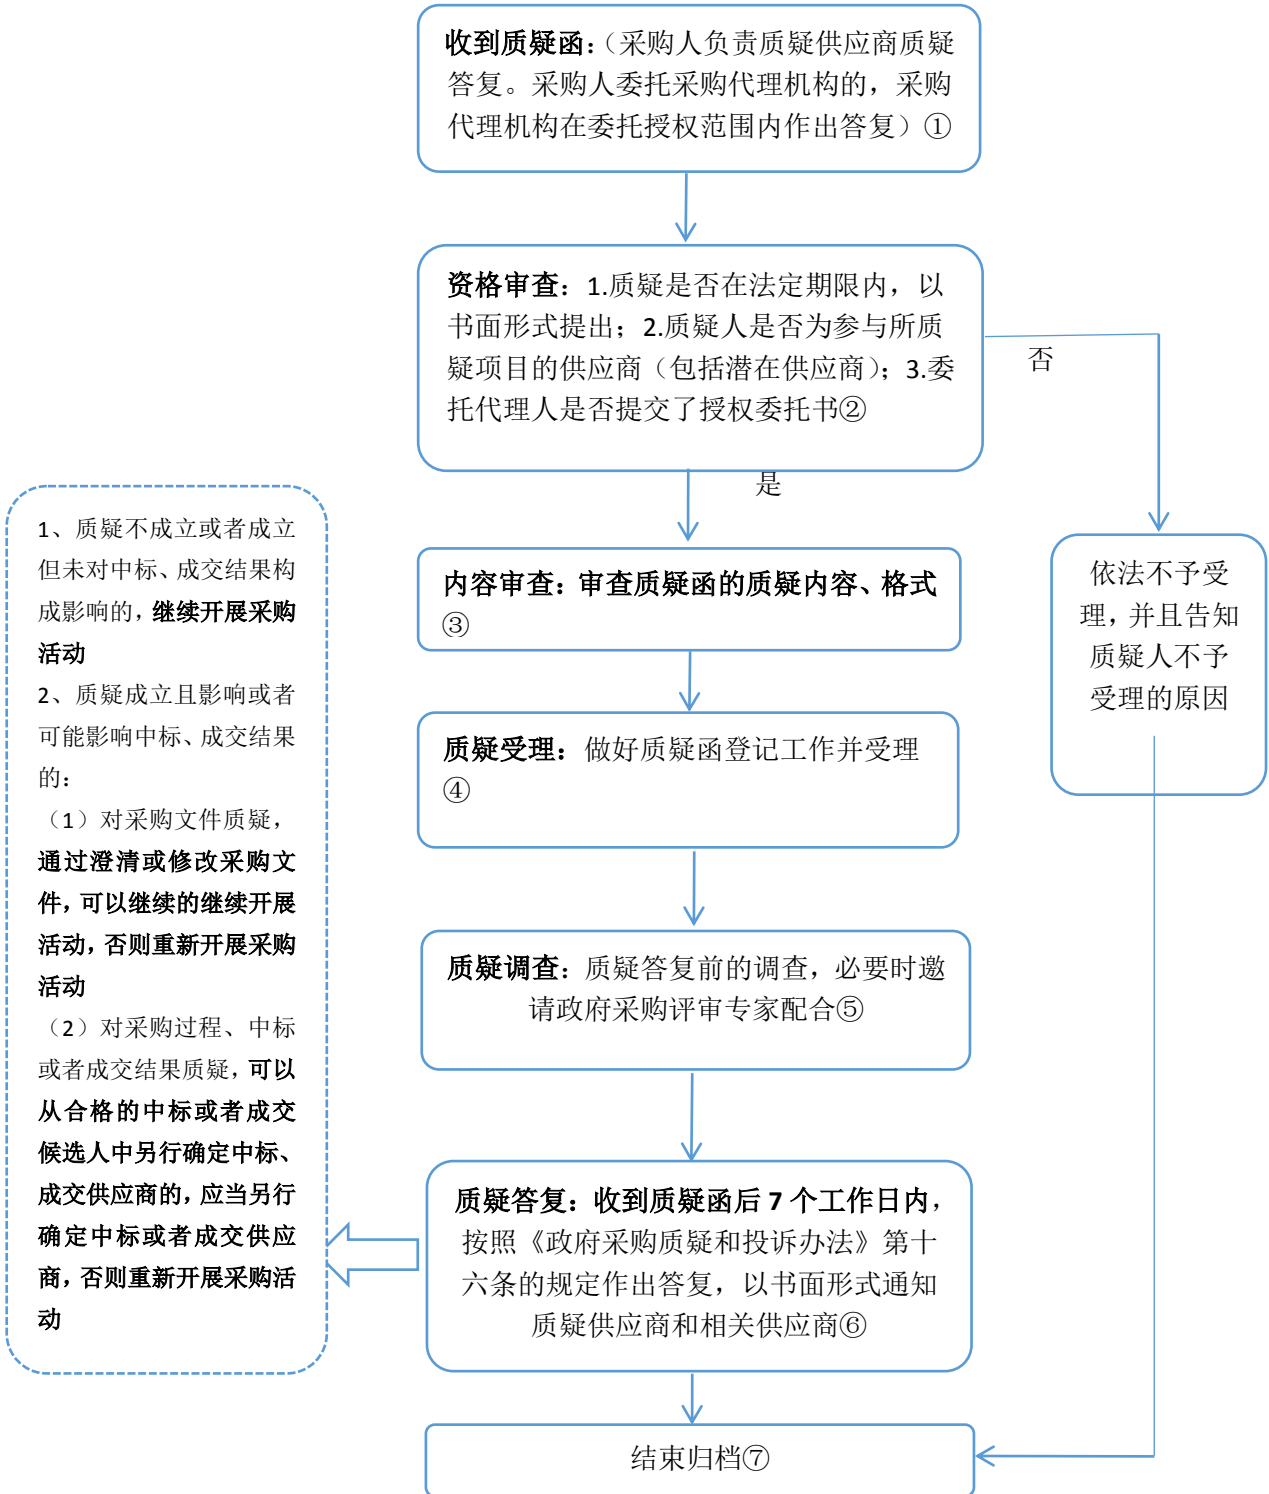 收到质疑函：（采购人负责质疑供应商质疑
答复。采购人委托采购代理机构的，采购
代理机构在委托授权范围内作出答复）①
资格审查：1.质疑是否在法定期限内，以
书面形式提出；2.质疑人是否为参与所质
疑项目的供应商（包括潜在供应商）；3.委
托代理人是否提交了授权委托书②
否
是
依法不予受
理，并且告知
质疑人不予
受理的原因
内容审查：审查质疑函的质疑内容、格式
③
质疑受理：做好质疑函登记工作并受理
④
质疑调查：质疑答复前的调查，必要时邀
请政府采购评审专家配合⑤
质疑答复：收到质疑函后 7 个工作日内，
按照《政府采购质疑和投诉办法》第十
六条的规定作出答复，以书面形式通知
质疑供应商和相关供应商⑥
1、质疑不成立或者成立
但未对中标、成交结果构
成影响的，继续开展采购
活动
2、质疑成立且影响或者
可能影响中标、成交结果
的：
（1）对采购文件质疑，
通过澄清或修改采购文
件，可以继续的继续开展
活动，否则重新开展采购
活动
（2）对采购过程、中标
或者成交结果质疑，可以
从合格的中标或者成交
候选人中另行确定中标、
成交供应商的，应当另行
确定中标或者成交供应
商，否则重新开展采购活
动
结束归档⑦